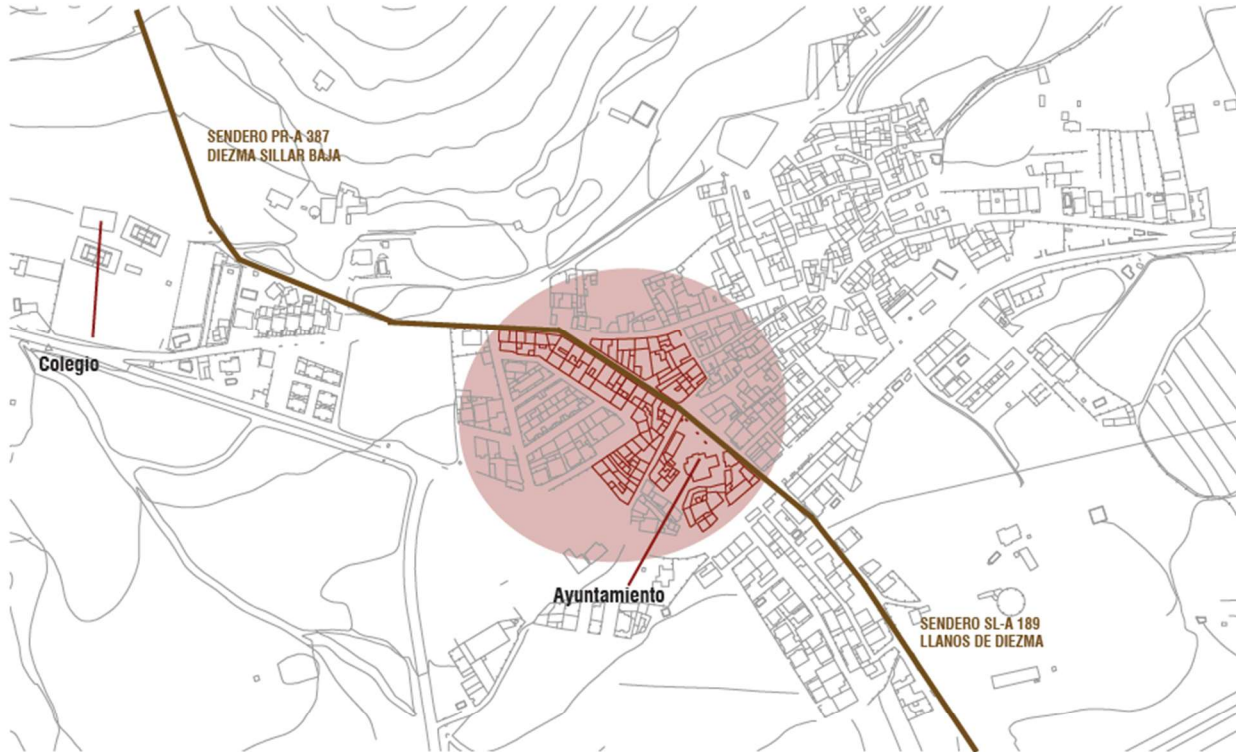 SENDERO PR-A 387
DIEZMA SILLAR BAJA
Colegio
Ayuntamiento
SENDERO SL-A 189
LLANOS DE DIEZMA